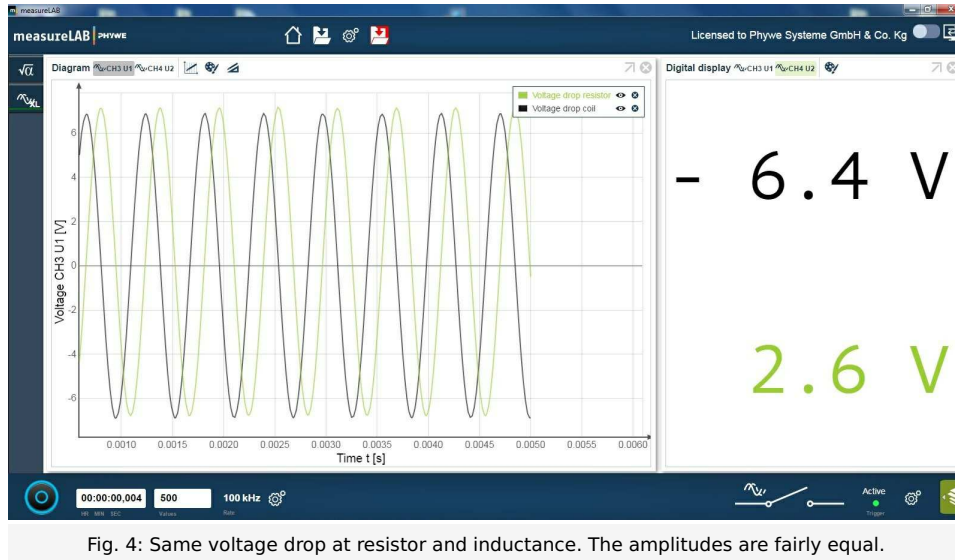 measureLAB
measureLAB PHYWE
Licensed to Phywe Systeme GmbH & Co. Kg
Diagram CH3 U1 CH4 U2
Digital display CH3 U1 CH4 U2
Voltage drop resistor
Voltage drop coil
6
4
2
0
-2
-4
-6
Voltage CH3 U1 [V]
0.0010 0.0015 0.0020 0.0025 0.0030 0.0035 0.0040 0.0045 0.0050 0.0055 0.0060
Time t [s]
- 6.4 V
2.6 V
√α
XL
00:00:00,004 500 100 kHz
HR MIN SEC Values Rate
Active
Trigger
Fig. 4: Same voltage drop at resistor and inductance. The amplitudes are fairly equal.